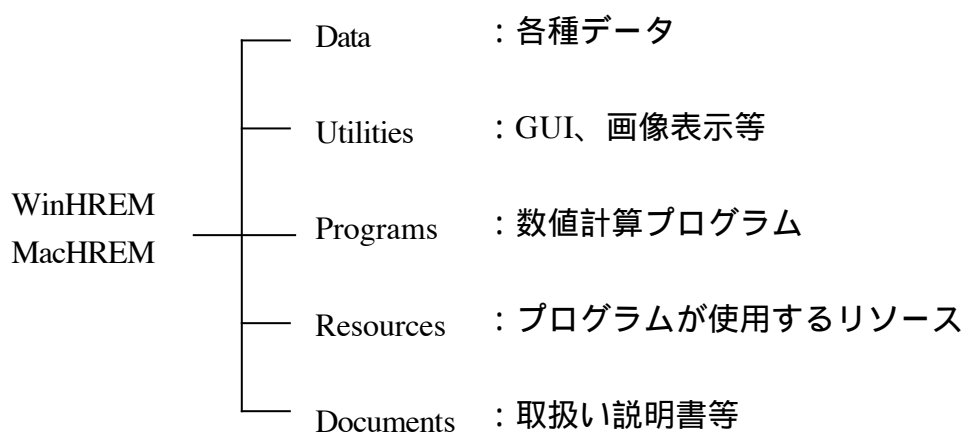 Data ：各種データ
Utilities ：GUI、画像表示等
WinHREM
MacHREM
Programs ：数値計算プログラム
Resources ：プログラムが使用するリソース
Documents ：取扱い説明書等